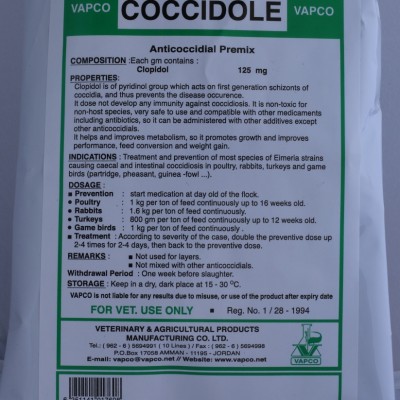 VAPCO COCCIDOLE VAPCO
Anticoccidial Premix
COMPOSITION :Each gm contains :
Clopidol 125 mg
PROPERTIES:
Clopidol is of pyridinol group which acts on first generation schizonts of
coccidia, and thus prevents the disease occurence.
It dose not develop any immunity against coccidiosis. It is non-toxic for
non-host species, very safe to use and compatible with other medicaments
including antibiotics, so it can be administered with other additives except
other anticoccidials.
It helps and improves metabolism, so it promotes growth and improves
performance, feed conversion and weight gain.
INDICATIONS : Treatment and prevention of most species of Eimeria strains
causing caecal and intestinal coccidiosis in poultry, rabbits, turkeys and game
birds (partridge, pheasant, guinea -fowl ...).
DOSAGE :
• Prevention : start medication at day old of the flock.
• Poultry : 1 kg per ton of feed continuously up to 16 weeks old.
• Rabbits : 1.6 kg per ton of feed continuously.
• Turkeys : 800 gm per ton of feed continuously up to 12 weeks old.
• Game birds : 1 kg per ton of feed continuously .
■ Treatment : According to severity of the case, double the preventive dose up
2-4 times for 2-4 days, then back to the preventive dose.
REMARKS : ■ Not used for layers.
■ Not mixed with other anticoccidials.
Withdrawal Period : One week before slaughter.
STORAGE : Keep in a dry, dark place at 15 - 30 ºC.
VAPCO is not liable for any results due to misuse, or use of the product after expiry date
FOR VET. USE ONLY • Reg. No. 1 / 28 - 1994
VETERINARY & AGRICULTURAL PRODUCTS
MANUFACTURING CO. LTD.
Tel.: ( 962 - 6 ) 5694991 ( 10 Lines ) / Fax : ( 962 - 6 ) 5694998
P.O.Box 17058 AMMAN - 11195 - JORDAN
E-mail: vapco@vapco.net // Website: www.vapco.net
VAPCO